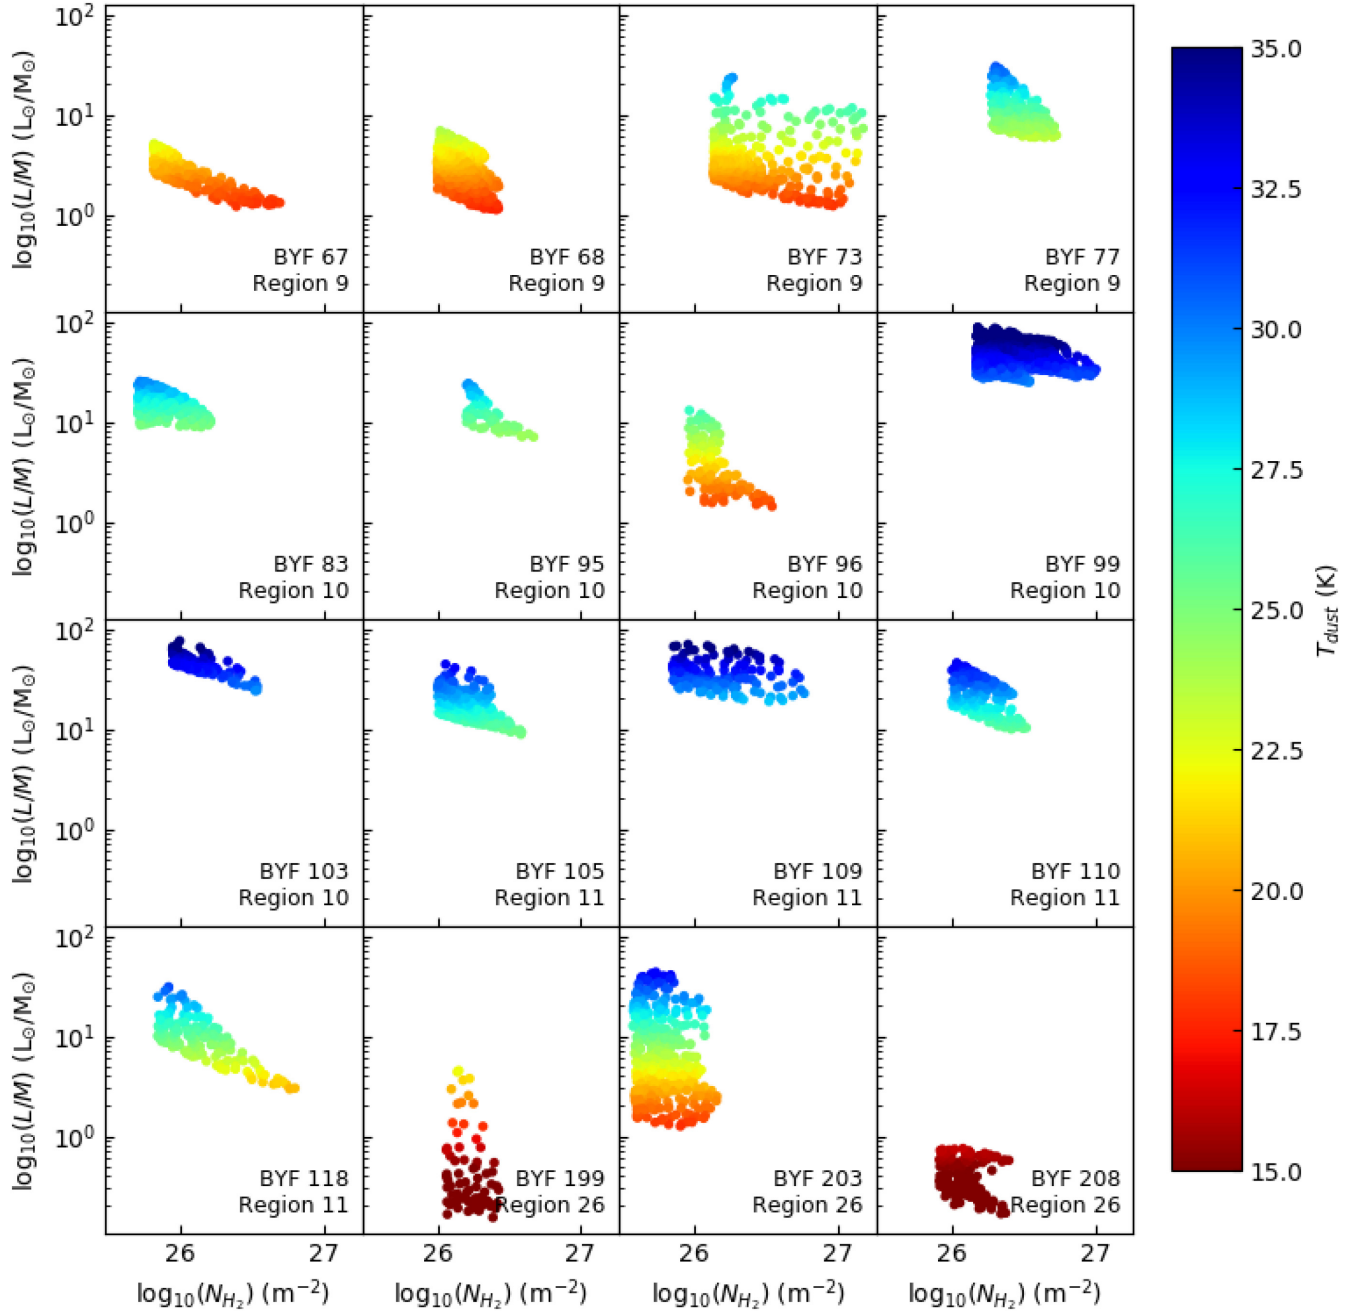 10²
10¹
10⁰
log₁₀(L/M) (L⊙/M⊙)
BYF 67
Region 9
BYF 68
Region 9
BYF 73
Region 9
BYF 77
Region 9
10²
10¹
10⁰
log₁₀(L/M) (L⊙/M⊙)
BYF 83
Region 10
BYF 95
Region 10
BYF 96
Region 10
BYF 99
Region 10
10²
10¹
10⁰
log₁₀(L/M) (L⊙/M⊙)
BYF 103
Region 10
BYF 105
Region 11
BYF 109
Region 11
BYF 110
Region 11
10²
10¹
10⁰
log₁₀(L/M) (L⊙/M⊙)
BYF 118
Region 11
BYF 199
Region 26
BYF 203
Region 26
BYF 208
Region 26
26 27
26 27
26 27
26 27
log₁₀(N_H₂) (m⁻²)
log₁₀(N_H₂) (m⁻²)
log₁₀(N_H₂) (m⁻²)
log₁₀(N_H₂) (m⁻²)
35.0
32.5
30.0
27.5
25.0
22.5
20.0
17.5
15.0
T_dust (K)